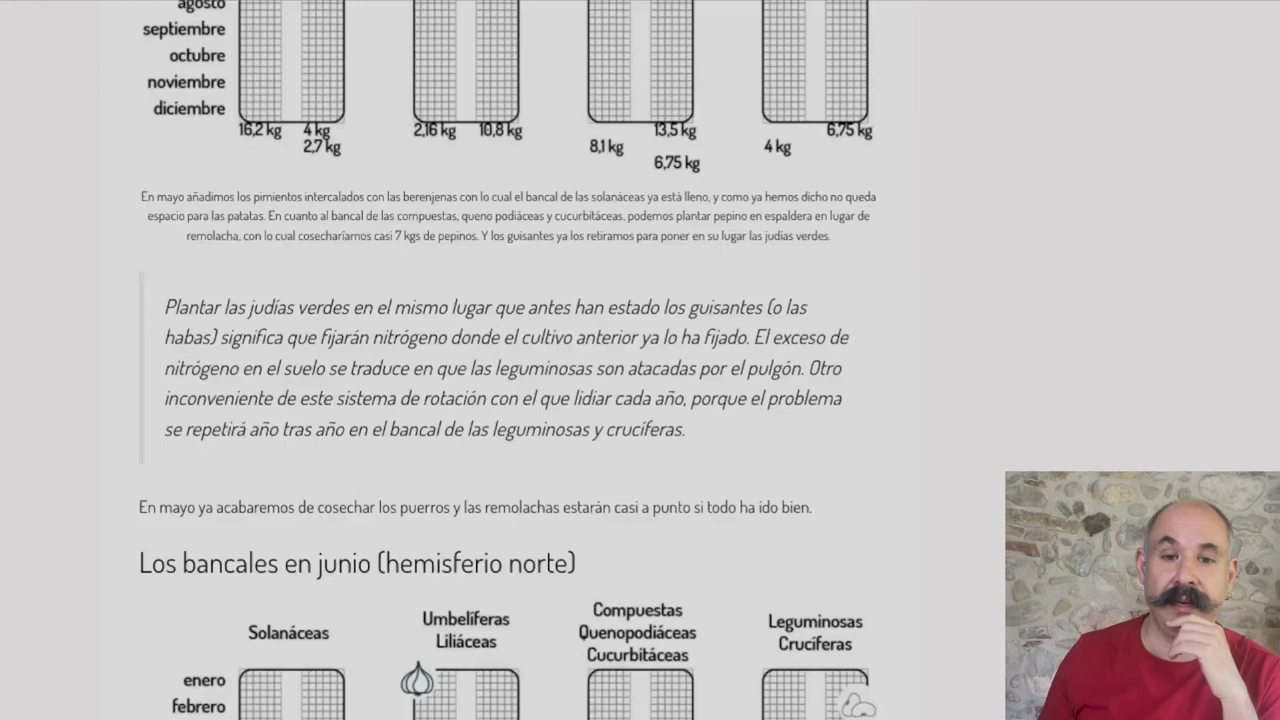 agosto
septiembre
octubre
noviembre
diciembre
16,2 kg 4 kg 2,16 kg 10,8 kg 13,5 kg 6,75 kg
2,7 kg 8,1 kg 4 kg
6,75 kg
En mayo añadimos los pimientos intercalados con las berenjenas con lo cual el bancal de las solanáceas ya está lleno, y como ya hemos dicho no queda
espacio para las patatas. En cuanto al bancal de las compuestas, queno podiáceas y cucurbitáceas, podemos plantar pepino en espaldera en lugar de
remolacha, con lo cual cosecharíamos casi 7 kgs de pepinos. Y los guisantes ya los retiramos para poner en su lugar las judías verdes.
Plantar las judías verdes en el mismo lugar que antes han estado los guisantes (o las
habas) significa que fijarán nitrógeno donde el cultivo anterior ya lo ha fijado. El exceso de
nitrógeno en el suelo se traduce en que las leguminosas son atacadas por el pulgón. Otro
inconveniente de este sistema de rotación con el que lidiar cada año, porque el problema
se repetirá año tras año en el bancal de las leguminosas y crucíferas.
En mayo ya acabaremos de cosechar los puerros y las remolachas estarán casi a punto si todo ha ido bien.
Los bancales en junio (hemisferio norte)
Solanáceas
Umbelíferas
Liliáceas
Compuestas
Quenopodiáceas
Cucurbitáceas
Leguminosas
Crucíferas
enero
febrero